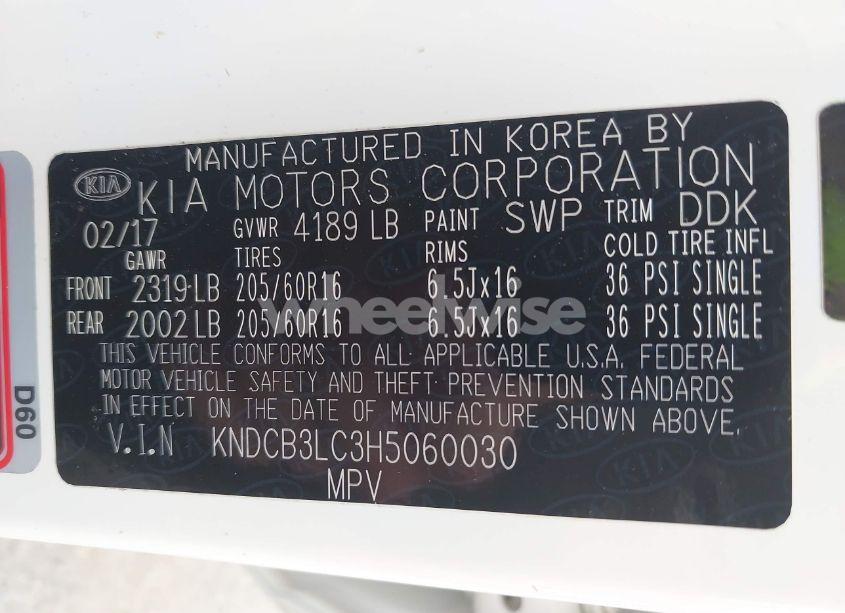 MANUFACTURED IN KOREA BY
KIA KIA MOTORS CORPORATION
02/17 GVWR 4189 LB PAINT SWP TRIM DDK
GAWR TIRES RIMS COLD TIRE INFL
FRONT 2319 LB 205/60R16 6.5Jx16 36 PSI SINGLE
REAR 2002 LB 205/60R16 6.5Jx16 36 PSI SINGLE
wheelwise
THIS VEHICLE CONFORMS TO ALL APPLICABLE U.S.A. FEDERAL
MOTOR VEHICLE SAFETY AND THEFT PREVENTION STANDARDS
IN EFFECT ON THE DATE OF MANUFACTURE SHOWN ABOVE.
V.I.N KNDCB3LC3H5060030
MPV
D60